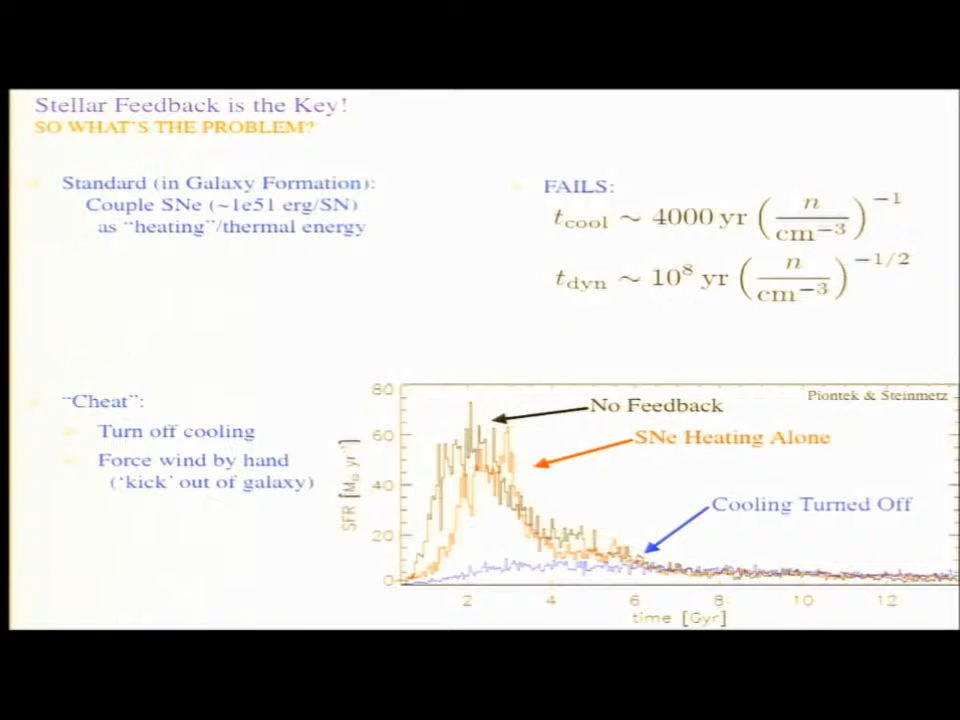 Stellar Feedback is the Key!
SO WHAT'S THE PROBLEM?
Standard (in Galaxy Formation):
Couple SNe (~1e51 erg/SN)
as "heating"/thermal energy
FAILS:
t_cool ∼ 4000 yr (n / cm^−3)^−1
t_dyn ∼ 10^8 yr (n / cm^−3)^−1/2
"Cheat":
Turn off cooling
Force wind by hand
('kick' out of galaxy)
Piontek & Steinmetz
No Feedback
SNe Heating Alone
Cooling Turned Off
SFR [M⊙ yr⁻¹]
80
60
40
20
0
2 4 6 8 10 12
time [Gyr]